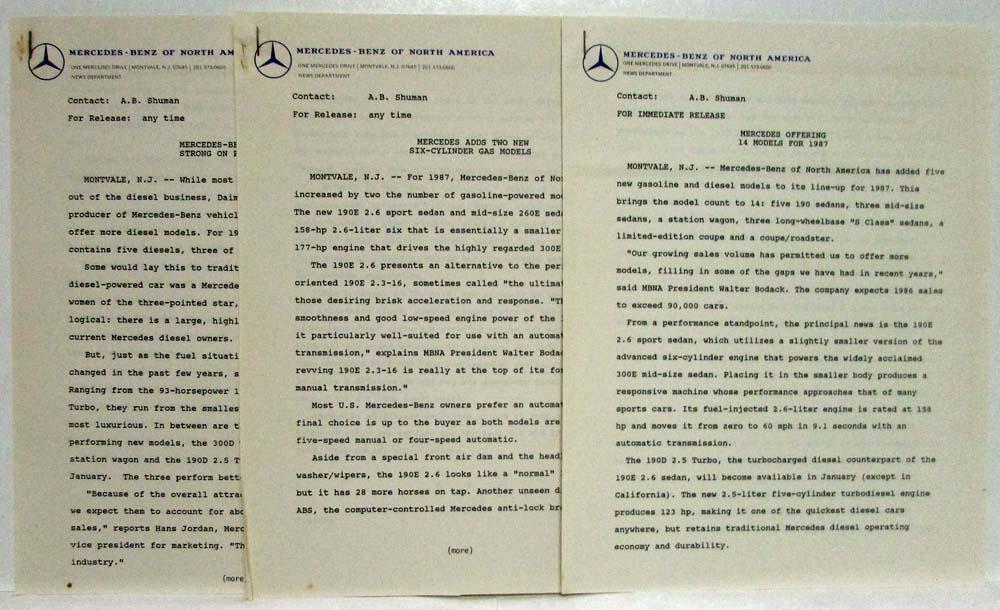 MERCEDES-BENZ OF NORTH AM
ONE MERCEDES DRIVE | MONTVALE, N.J. 07645 | 201 573-0600
NEWS DEPARTMENT
Contact: A.B. Shuman
For Release: any time
MERCEDES-BE
STRONG ON
MONTVALE, N.J. -- While most
out of the diesel business, Daim
producer of Mercedes-Benz vehicl
offer more diesel models. For 19
contains five diesels, three of
Some would lay this to tradit
diesel-powered car was a Mercede
women of the three-pointed star,
logical: there is a large, highl
current Mercedes diesel owners.
But, just as the fuel situati
changed in the past few years, s
Ranging from the 93-horsepower 1
Turbo, they run from the smalles
most luxurious. In between are t
performing new models, the 300D
station wagon and the 190D 2.5 T
January. The three perform bett
"Because of the overall attra
we expect them to account for abo
sales," reports Hans Jordan, Merc
vice president for marketing. "Th
industry."
(more
MERCEDES-BENZ OF NORTH AMERICA
ONE MERCEDES DRIVE | MONTVALE, N.J. 07645 | 201 573-0600
NEWS DEPARTMENT
Contact: A.B. Shuman
For Release: any time
MERCEDES ADDS TWO NEW
SIX-CYLINDER GAS MODELS
MONTVALE, N.J. -- For 1987, Mercedes-Benz of No
increased by two the number of gasoline-powered mo
The new 190E 2.6 sport sedan and mid-size 260E seda
158-hp 2.6-liter six that is essentially a smaller
177-hp engine that drives the highly regarded 300E
The 190E 2.6 presents an alternative to the per
oriented 190E 2.3-16, sometimes called "the ultima
those desiring brisk acceleration and response. "T
smoothness and good low-speed engine power of the
it particularly well-suited for use with an automa
transmission," explains MBNA President Walter Boda
revving 190E 2.3-16 is really at the top of its fo
manual transmission."
Most U.S. Mercedes-Benz owners prefer an automa
final choice is up to the buyer as both models are
five-speed manual or four-speed automatic.
Aside from a special front air dam and the head
washer/wipers, the 190E 2.6 looks like a "normal"
but it has 28 more horses on tap. Another unseen d
ABS, the computer-controlled Mercedes anti-lock br
(more)
MERCEDES-BENZ OF NORTH AMERICA
ONE MERCEDES DRIVE | MONTVALE, N.J. 07645 | 201 573-0600
NEWS DEPARTMENT
Contact: A.B. Shuman
FOR IMMEDIATE RELEASE
MERCEDES OFFERING
14 MODELS FOR 1987
MONTVALE, N.J. -- Mercedes-Benz of North America has added five
new gasoline and diesel models to its line-up for 1987. This
brings the model count to 14: five 190 sedans, three mid-size
sedans, a station wagon, three long-wheelbase "S Class" sedans, a
limited-edition coupe and a coupe/roadster.
"Our growing sales volume has permitted us to offer more
models, filling in some of the gaps we have had in recent years,"
said MBNA President Walter Bodack. The company expects 1986 sales
to exceed 90,000 cars.
From a performance standpoint, the principal news is the 190E
2.6 sport sedan, which utilizes a slightly smaller version of the
advanced six-cylinder engine that powers the widely acclaimed
300E mid-size sedan. Placing it in the smaller body produces a
responsive machine whose performance approaches that of many
sports cars. Its fuel-injected 2.6-liter engine is rated at 158
hp and moves it from zero to 60 mph in 9.1 seconds with an
automatic transmission.
The 190D 2.5 Turbo, the turbocharged diesel counterpart of the
190E 2.6 sedan, will become available in January (except in
California). The new 2.5-liter five-cylinder turbodiesel engine
produces 123 hp, making it one of the quickest diesel cars
anywhere, but retains traditional Mercedes diesel operating
economy and durability.